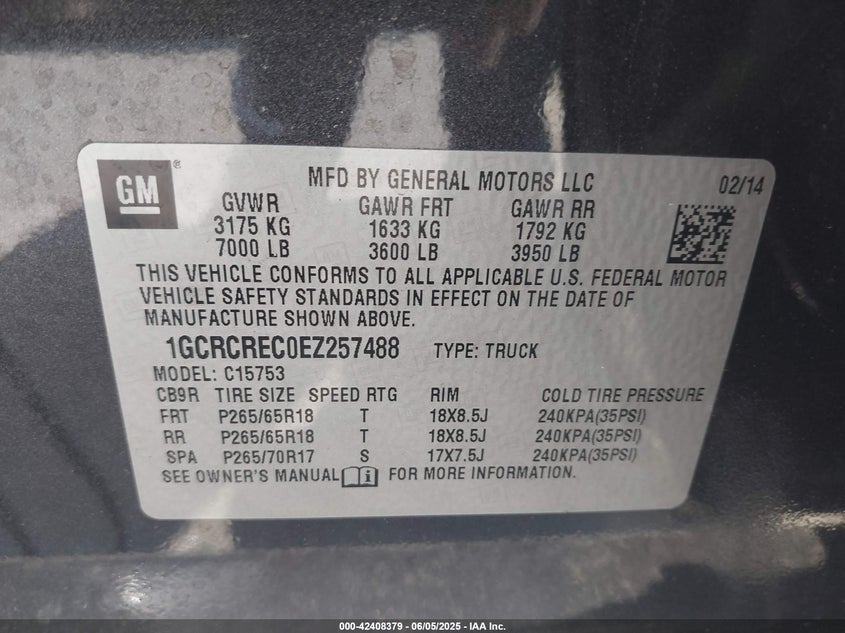 GM ®
MFD BY GENERAL MOTORS LLC 02/14
GVWR GAWR FRT GAWR RR
3175 KG 1633 KG 1792 KG
7000 LB 3600 LB 3950 LB
THIS VEHICLE CONFORMS TO ALL APPLICABLE U.S. FEDERAL MOTOR
VEHICLE SAFETY STANDARDS IN EFFECT ON THE DATE OF
MANUFACTURE SHOWN ABOVE.
1GCRCREC0EZ257488 TYPE: TRUCK
MODEL: C15753
CB9R TIRE SIZE SPEED RTG RIM COLD TIRE PRESSURE
FRT P265/65R18 T 18X8.5J 240KPA(35PSI)
RR P265/65R18 T 18X8.5J 240KPA(35PSI)
SPA P265/70R17 S 17X7.5J 240KPA(35PSI)
SEE OWNER'S MANUAL i FOR MORE INFORMATION.
000-42408379 - 06/05/2025 - IAA Inc.